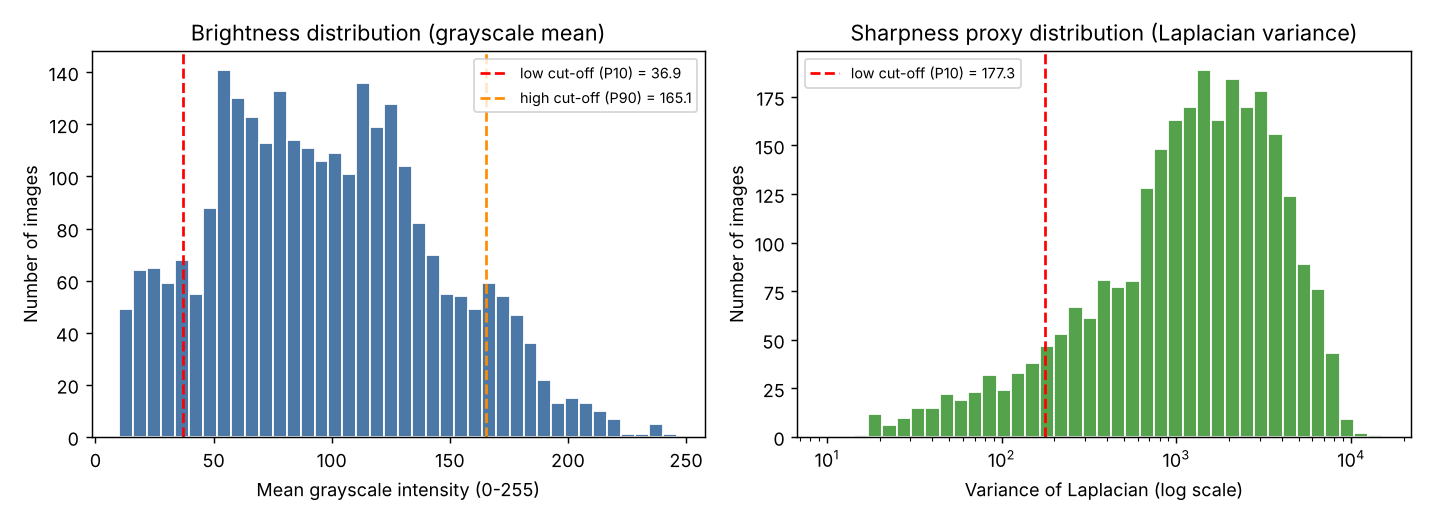 Brightness distribution (grayscale mean)
low cut-off (P10) = 36.9
high cut-off (P90) = 165.1
Number of images
0
20
40
60
80
100
120
140
0 50 100 150 200 250
Mean grayscale intensity (0-255)
Sharpness proxy distribution (Laplacian variance)
low cut-off (P10) = 177.3
Number of images
0
25
50
75
100
125
150
175
10¹ 10² 10³ 10⁴
Variance of Laplacian (log scale)